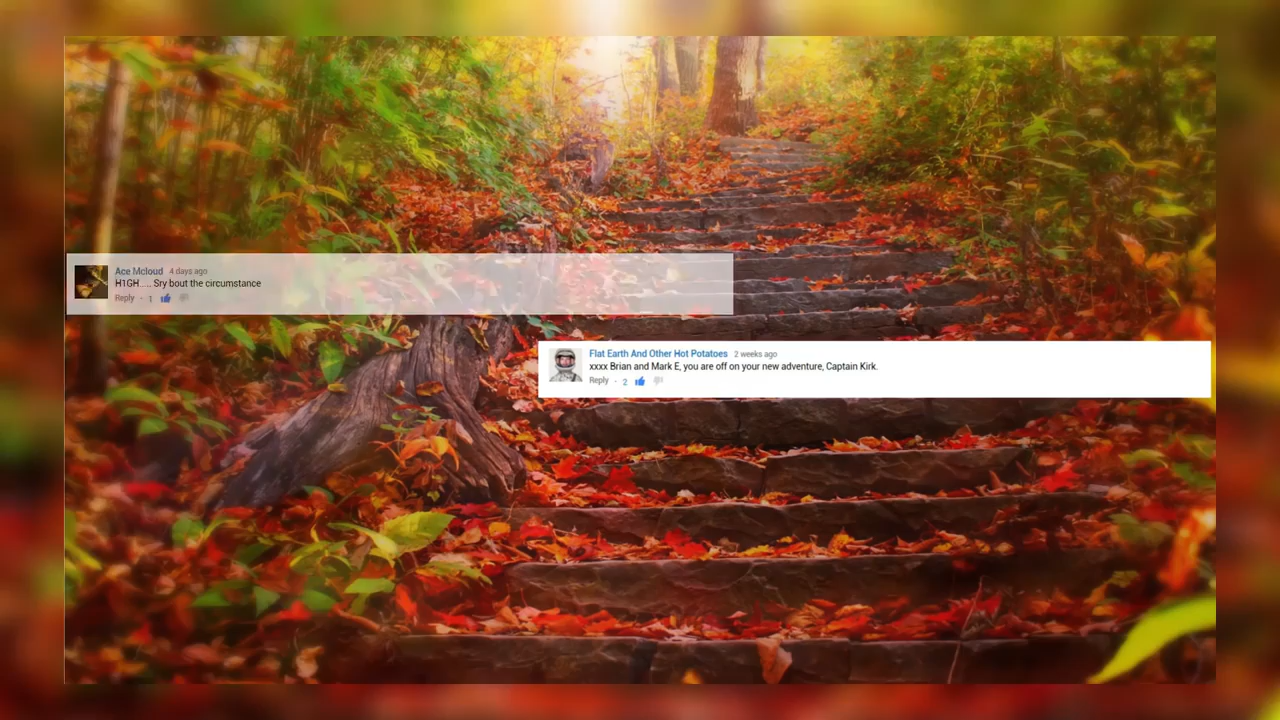 Ace Mcloud 4 days ago
H1GH..... Sry bout the circumstance
Reply · 1
Flat Earth And Other Hot Potatoes 2 weeks ago
xxxx Brian and Mark E, you are off on your new adventure, Captain Kirk.
Reply · 2